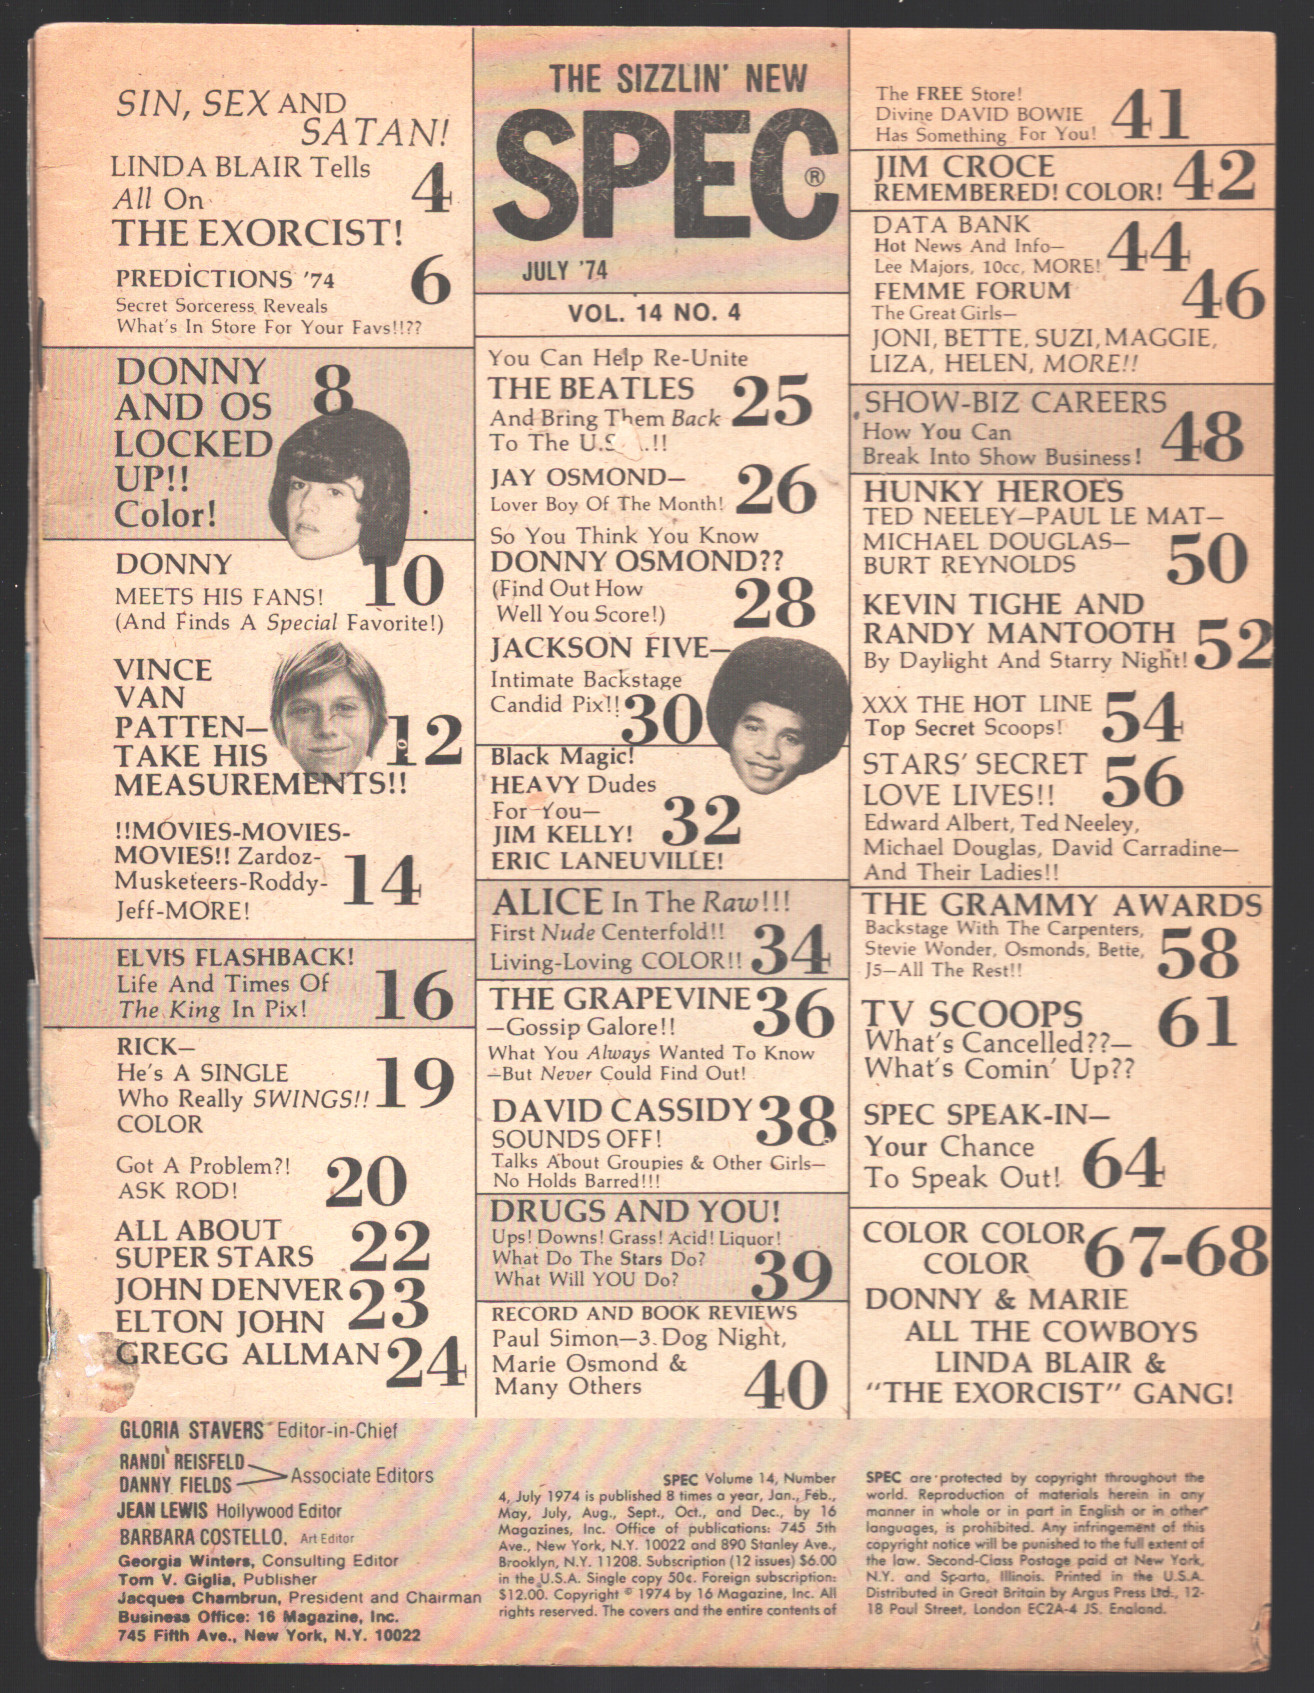 SIN, SEX AND
SATAN!
LINDA BLAIR Tells
All On
THE EXORCIST!
4
PREDICTIONS '74
Secret Sorceress Reveals
What's In Store For Your Favs!!??
6
DONNY
AND OS
LOCKED
UP!!
Color!
8
DONNY
MEETS HIS FANS!
(And Finds A Special Favorite!)
10
VINCE
VAN
PATTEN—
TAKE HIS
MEASUREMENTS!!
12
!!MOVIES-MOVIES-
MOVIES!! Zardoz-
Musketeers-Roddy-
Jeff-MORE!
14
ELVIS FLASHBACK!
Life And Times Of
The King In Pix!
16
RICK—
He's A SINGLE
Who Really SWINGS!!
COLOR
19
Got A Problem?!
ASK ROD!
20
ALL ABOUT
SUPER STARS
22
JOHN DENVER
ELTON JOHN
23
GREGG ALLMAN
24
THE SIZZLIN' NEW
SPEC®
JULY '74
VOL. 14 NO. 4
You Can Help Re-Unite
THE BEATLES
And Bring Them Back
To The U.S. .!!
25
JAY OSMOND—
Lover Boy Of The Month!
26
So You Think You Know
DONNY OSMOND??
(Find Out How
Well You Score!)
28
JACKSON FIVE—
Intimate Backstage
Candid Pix!!
30
Black Magic!
HEAVY Dudes
For You—
JIM KELLY!
ERIC LANEUVILLE!
32
ALICE In The Raw!!!
First Nude Centerfold!!
Living-Loving COLOR!!
34
THE GRAPEVINE
—Gossip Galore!!
36
What You Always Wanted To Know
—But Never Could Find Out!
DAVID CASSIDY
SOUNDS OFF!
38
Talks About Groupies & Other Girls—
No Holds Barred!!!
DRUGS AND YOU!
Ups! Downs! Grass! Acid! Liquor!
What Do The Stars Do?
What Will YOU Do?
39
RECORD AND BOOK REVIEWS
Paul Simon—3 Dog Night,
Marie Osmond &
Many Others
40
The FREE Store!
Divine DAVID BOWIE
Has Something For You!
41
JIM CROCE
REMEMBERED! COLOR!
42
DATA BANK
Hot News And Info—
Lee Majors, 10cc, MORE!
44
FEMME FORUM
The Great Girls—
46
JONI, BETTE, SUZI, MAGGIE,
LIZA, HELEN, MORE!!
SHOW-BIZ CAREERS
How You Can
Break Into Show Business!
48
HUNKY HEROES
TED NEELEY—PAUL LE MAT—
MICHAEL DOUGLAS—
BURT REYNOLDS
50
KEVIN TIGHE AND
RANDY MANTOOTH
By Daylight And Starry Night!
52
XXX THE HOT LINE
Top Secret Scoops!
54
STARS' SECRET
LOVE LIVES!!
56
Edward Albert, Ted Neeley,
Michael Douglas, David Carradine—
And Their Ladies!!
THE GRAMMY AWARDS
Backstage With The Carpenters,
Stevie Wonder, Osmonds, Bette,
J5—All The Rest!!
58
TV SCOOPS
What's Cancelled??—
What's Comin' Up??
61
SPEC SPEAK-IN—
Your Chance
To Speak Out!
64
COLOR COLOR
COLOR
67-68
DONNY & MARIE
ALL THE COWBOYS
LINDA BLAIR &
"THE EXORCIST" GANG!
GLORIA STAVERS Editor-in-Chief
RANDI REISFELD
DANNY FIELDS
Associate Editors
JEAN LEWIS Hollywood Editor
BARBARA COSTELLO. Art Editor
Georgia Winters, Consulting Editor
Tom V. Giglia, Publisher
Jacques Chambrun, President and Chairman
Business Office: 16 Magazine, Inc.
745 Fifth Ave., New York, N.Y. 10022
SPEC Volume 14, Number
4, July 1974 is published 8 times a year, Jan., Feb.,
May, July, Aug., Sept., Oct., and Dec., by 16
Magazines, Inc. Office of publications: 745 5th
Ave., New York, N.Y. 10022 and 890 Stanley Ave.,
Brooklyn, N.Y. 11208. Subscription (12 issues) $6.00
in the U.S.A. Single copy 50¢. Foreign subscription:
$12.00. Copyright © 1974 by 16 Magazine, Inc. All
rights reserved. The covers and the entire contents of
SPEC are protected by copyright throughout the
world. Reproduction of materials herein in any
manner in whole or in part in English or in other
languages, is prohibited. Any infringement of this
copyright notice will be punished to the full extent of
the law. Second-Class Postage paid at New York,
N.Y. and Sparta, Illinois. Printed in the U.S.A.
Distributed in Great Britain by Argus Press Ltd., 12-
18 Paul Street, London EC2A-4 JS. England.